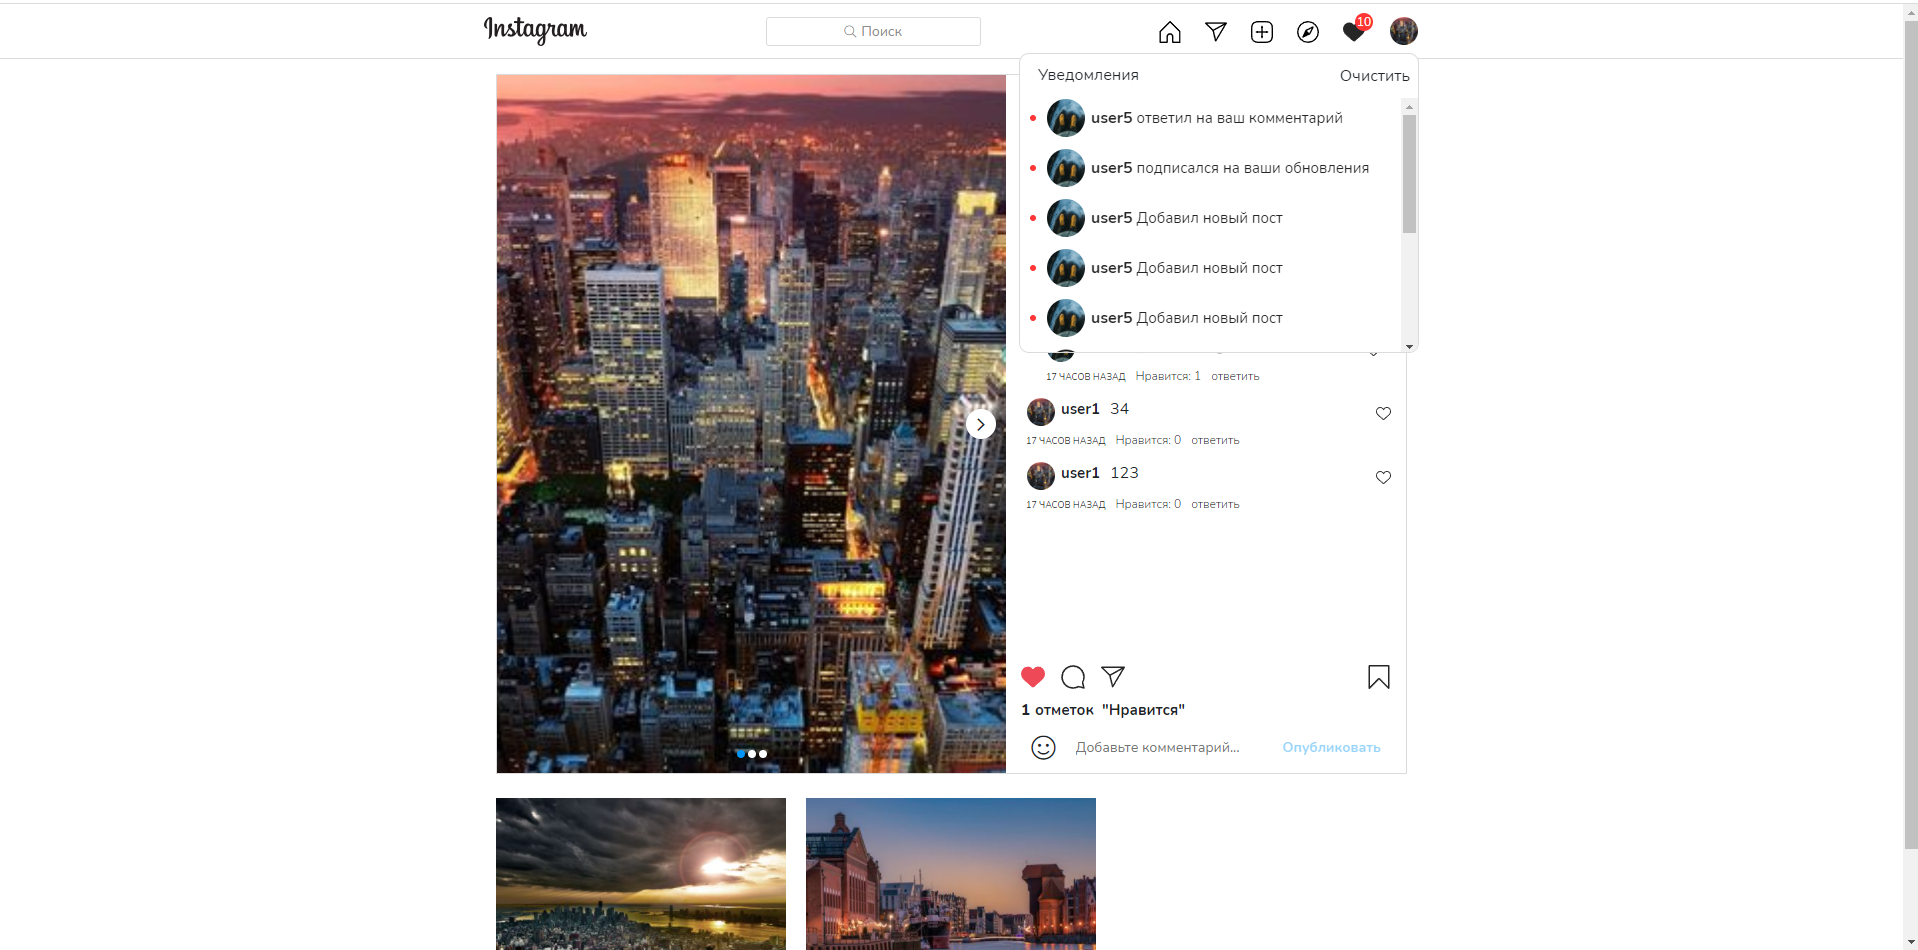 Instagram
Поиск
10
Уведомления
Очистить
user5 ответил на ваш комментарий
user5 подписался на ваши обновления
user5 Добавил новый пост
user5 Добавил новый пост
user5 Добавил новый пост
17 ЧАСОВ НАЗАД Нравится: 1 ответить
user1 34
17 ЧАСОВ НАЗАД Нравится: 0 ответить
user1 123
17 ЧАСОВ НАЗАД Нравится: 0 ответить
1 отметок "Нравится"
Добавьте комментарий... Опубликовать